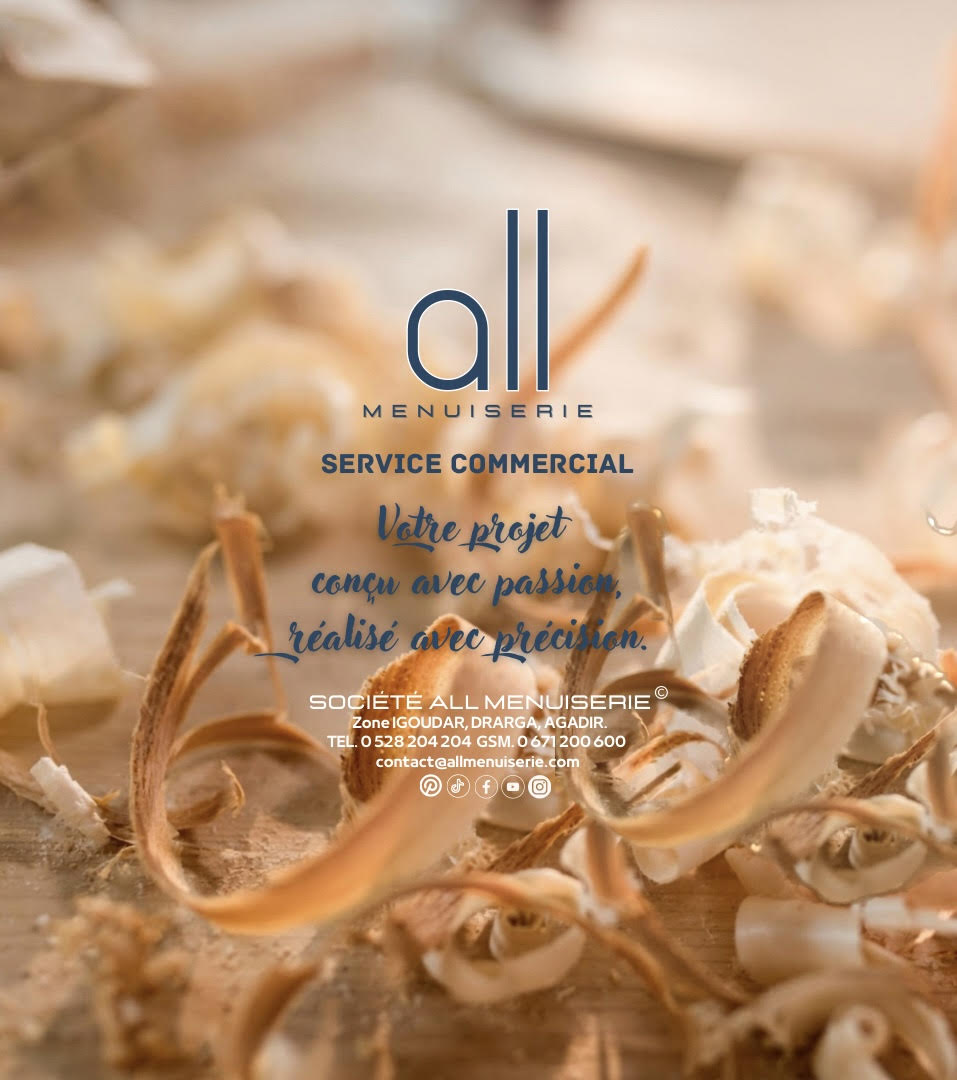 all
MENUISERIE
SERVICE COMMERCIAL
Votre projet
conçu avec passion,
réalisé avec précision.
SOCIÉTÉ ALL MENUISERIE©
Zone IGOUDAR, DRARGA, AGADIR.
TEL. 0 528 204 204 GSM. 0 671 200 600
contact@allmenuiserie.com